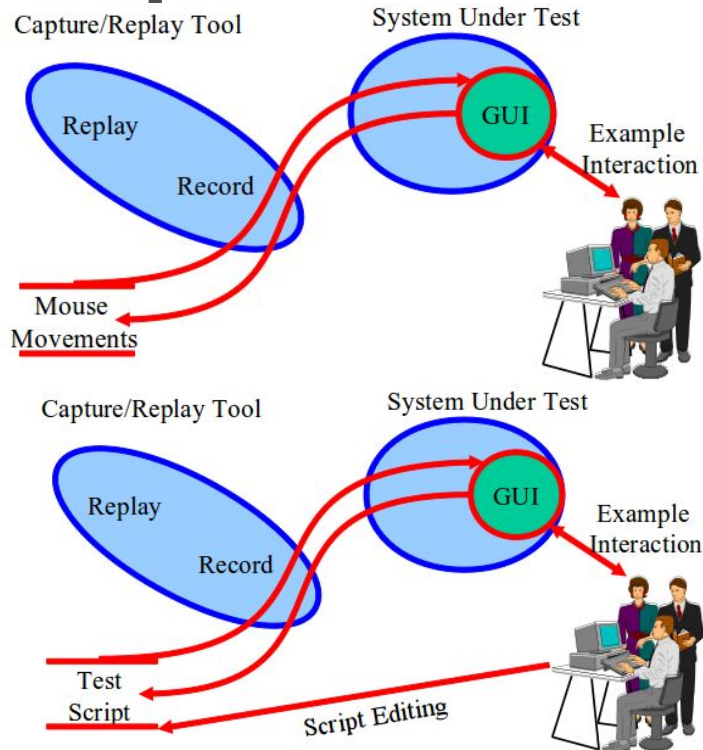 Capture/Replay Tool
System Under Test
Replay
Record
GUI
Example
Interaction
Mouse
Movements
Capture/Replay Tool
System Under Test
Replay
Record
GUI
Example
Interaction
Test
Script
Script Editing